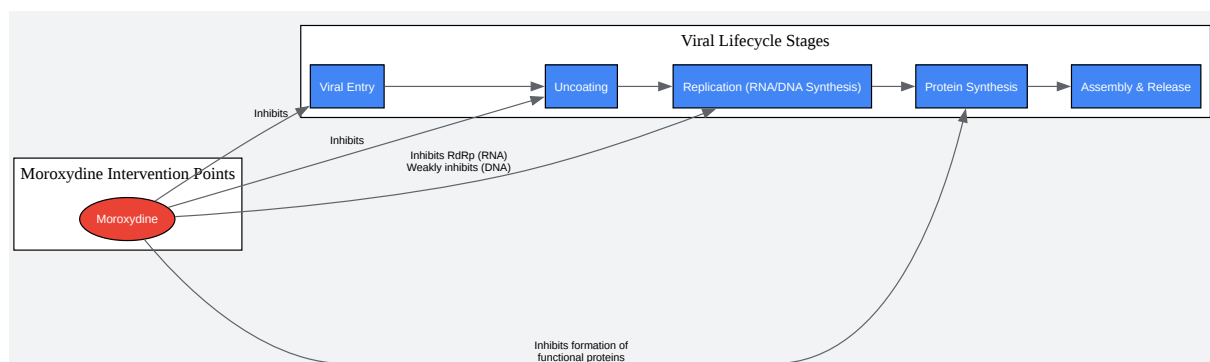 Viral Lifecycle Stages
Viral Entry
Uncoating
Replication (RNA/DNA Synthesis)
Protein Synthesis
Assembly & Release
Inhibits
Inhibits
Inhibits RdRp (RNA)
Weakly inhibits (DNA)
Moroxydine Intervention Points
Moroxydine
Inhibits formation of
functional proteins